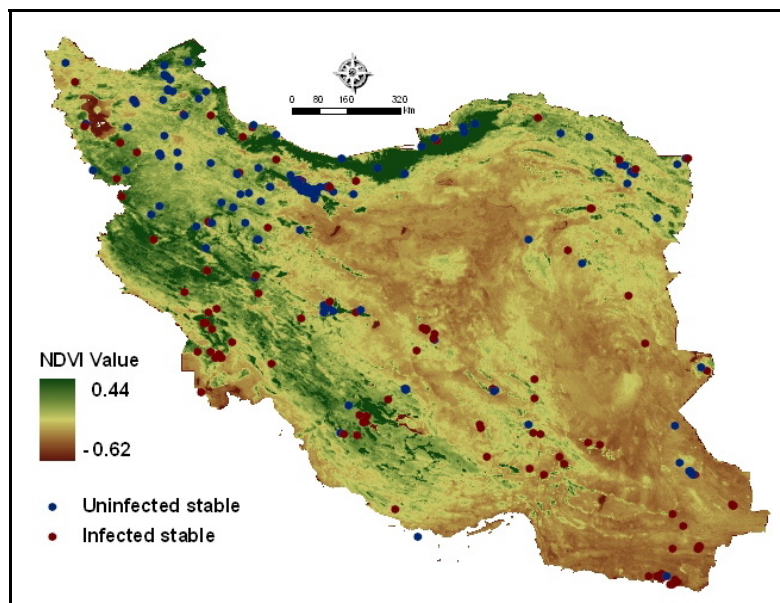 0 80 160 320
Km
NDVI Value
0.44
-0.62
Uninfected stable
Infected stable